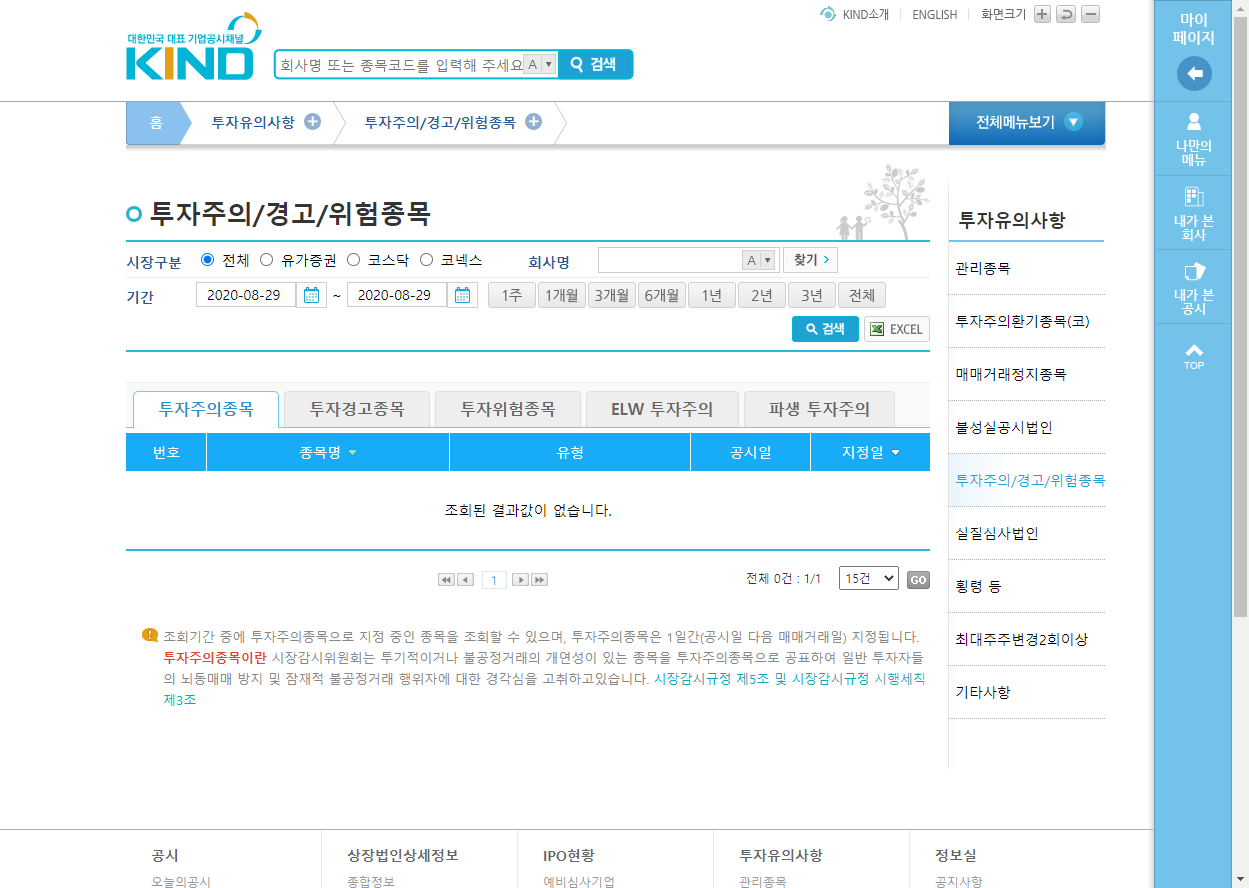 KIND소개 ENGLISH 화면크기
대한민국 대표 기업공시채널
KIND
회사명 또는 종목코드를 입력해 주세요 A 검색
홈 투자유의사항 투자주의/경고/위험종목 전체메뉴보기
투자주의/경고/위험종목
시장구분 전체 유가증권 코스닥 코넥스 회사명 A 찾기
기간 2020-08-29 ~ 2020-08-29 1주 1개월 3개월 6개월 1년 2년 3년 전체
검색 EXCEL
투자주의종목 투자경고종목 투자위험종목 ELW 투자주의 파생 투자주의
번호 종목명 유형 공시일 지정일
조회된 결과값이 없습니다.
1 전체 0건 : 1/1 15건 GO
조회기간 중에 투자주의종목으로 지정 중인 종목을 조회할 수 있으며, 투자주의종목은 1일간(공시일 다음 매매거래일) 지정됩니다.
투자주의종목이란 시장감시위원회는 투기적이거나 불공정거래의 개연성이 있는 종목을 투자주의종목으로 공표하여 일반 투자자들
의 뇌동매매 방지 및 잠재적 불공정거래 행위자에 대한 경각심을 고취하고있습니다. 시장감시규정 제5조 및 시장감시규정 시행세칙
제3조
투자유의사항
관리종목
투자주의환기종목(코)
매매거래정지종목
불성실공시법인
투자주의/경고/위험종목
실질심사법인
횡령 등
최대주주변경2회이상
기타사항
마이
페이지
나만의
메뉴
내가 본
회사
내가 본
공시
TOP
공시 상장법인상세정보 IPO현황 투자유의사항 정보실
오늘의공시 종합정보 예비심사기업 관리종목 공지사항